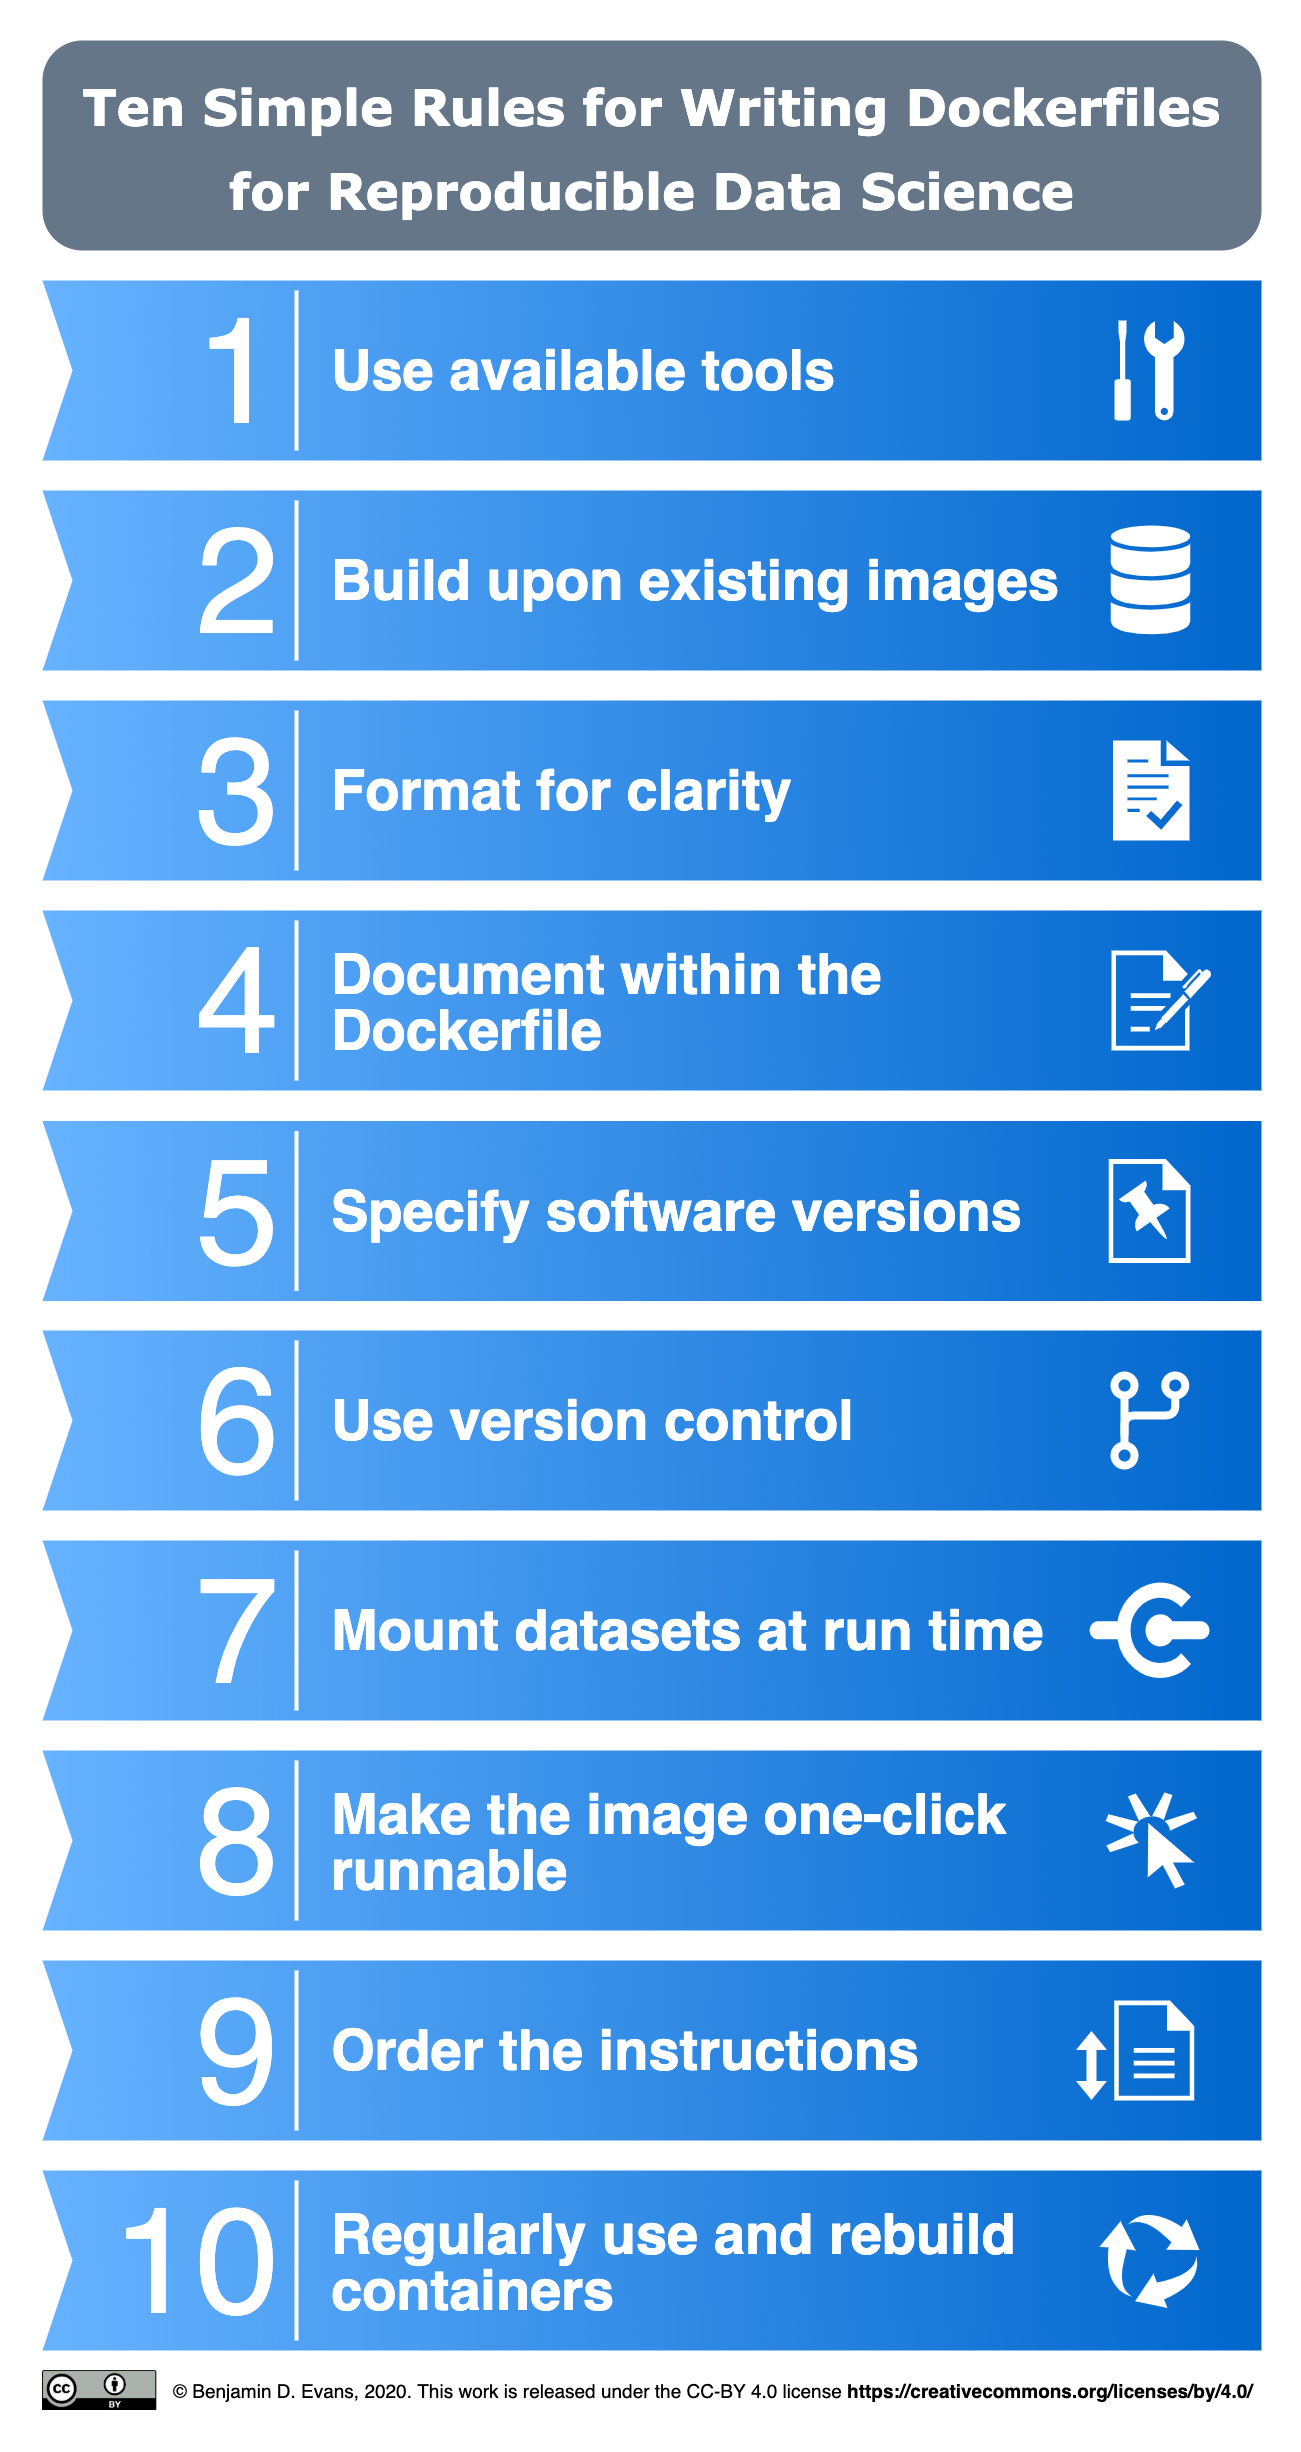 Ten Simple Rules for Writing Dockerfiles
for Reproducible Data Science
1
Use available tools
2
Build upon existing images
3
Format for clarity
4
Document within the
Dockerfile
5
Specify software versions
6
Use version control
7
Mount datasets at run time
8
Make the image one-click
runnable
9
Order the instructions
10
Regularly use and rebuild
containers
cc
BY
© Benjamin D. Evans, 2020. This work is released under the CC-BY 4.0 license https://creativecommons.org/licenses/by/4.0/